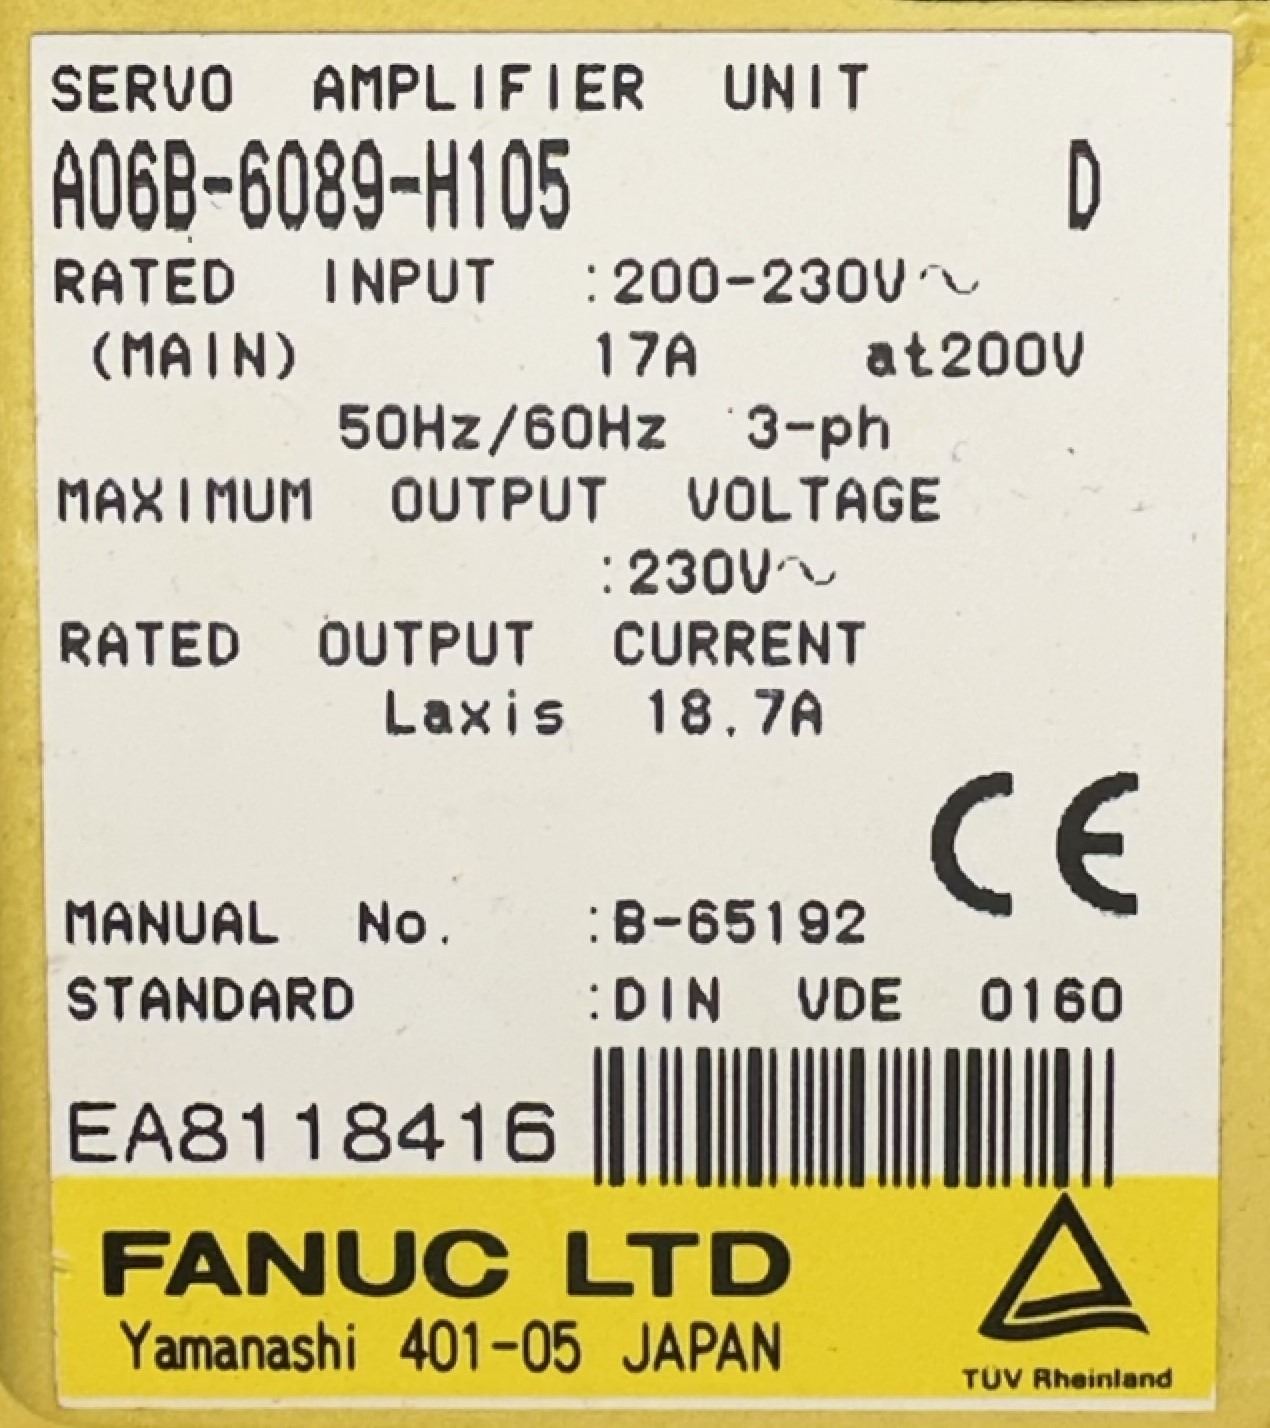 SERVO AMPLIFIER UNIT
A06B-6089-H105 D
RATED INPUT :200-230V~
(MAIN) 17A at200V
50Hz/60Hz 3-ph
MAXIMUM OUTPUT VOLTAGE
:230V~
RATED OUTPUT CURRENT
Laxis 18.7A
CE
MANUAL No. :B-65192
STANDARD :DIN VDE 0160
EA8118416
FANUC LTD
Yamanashi 401-05 JAPAN
TÜV Rheinland